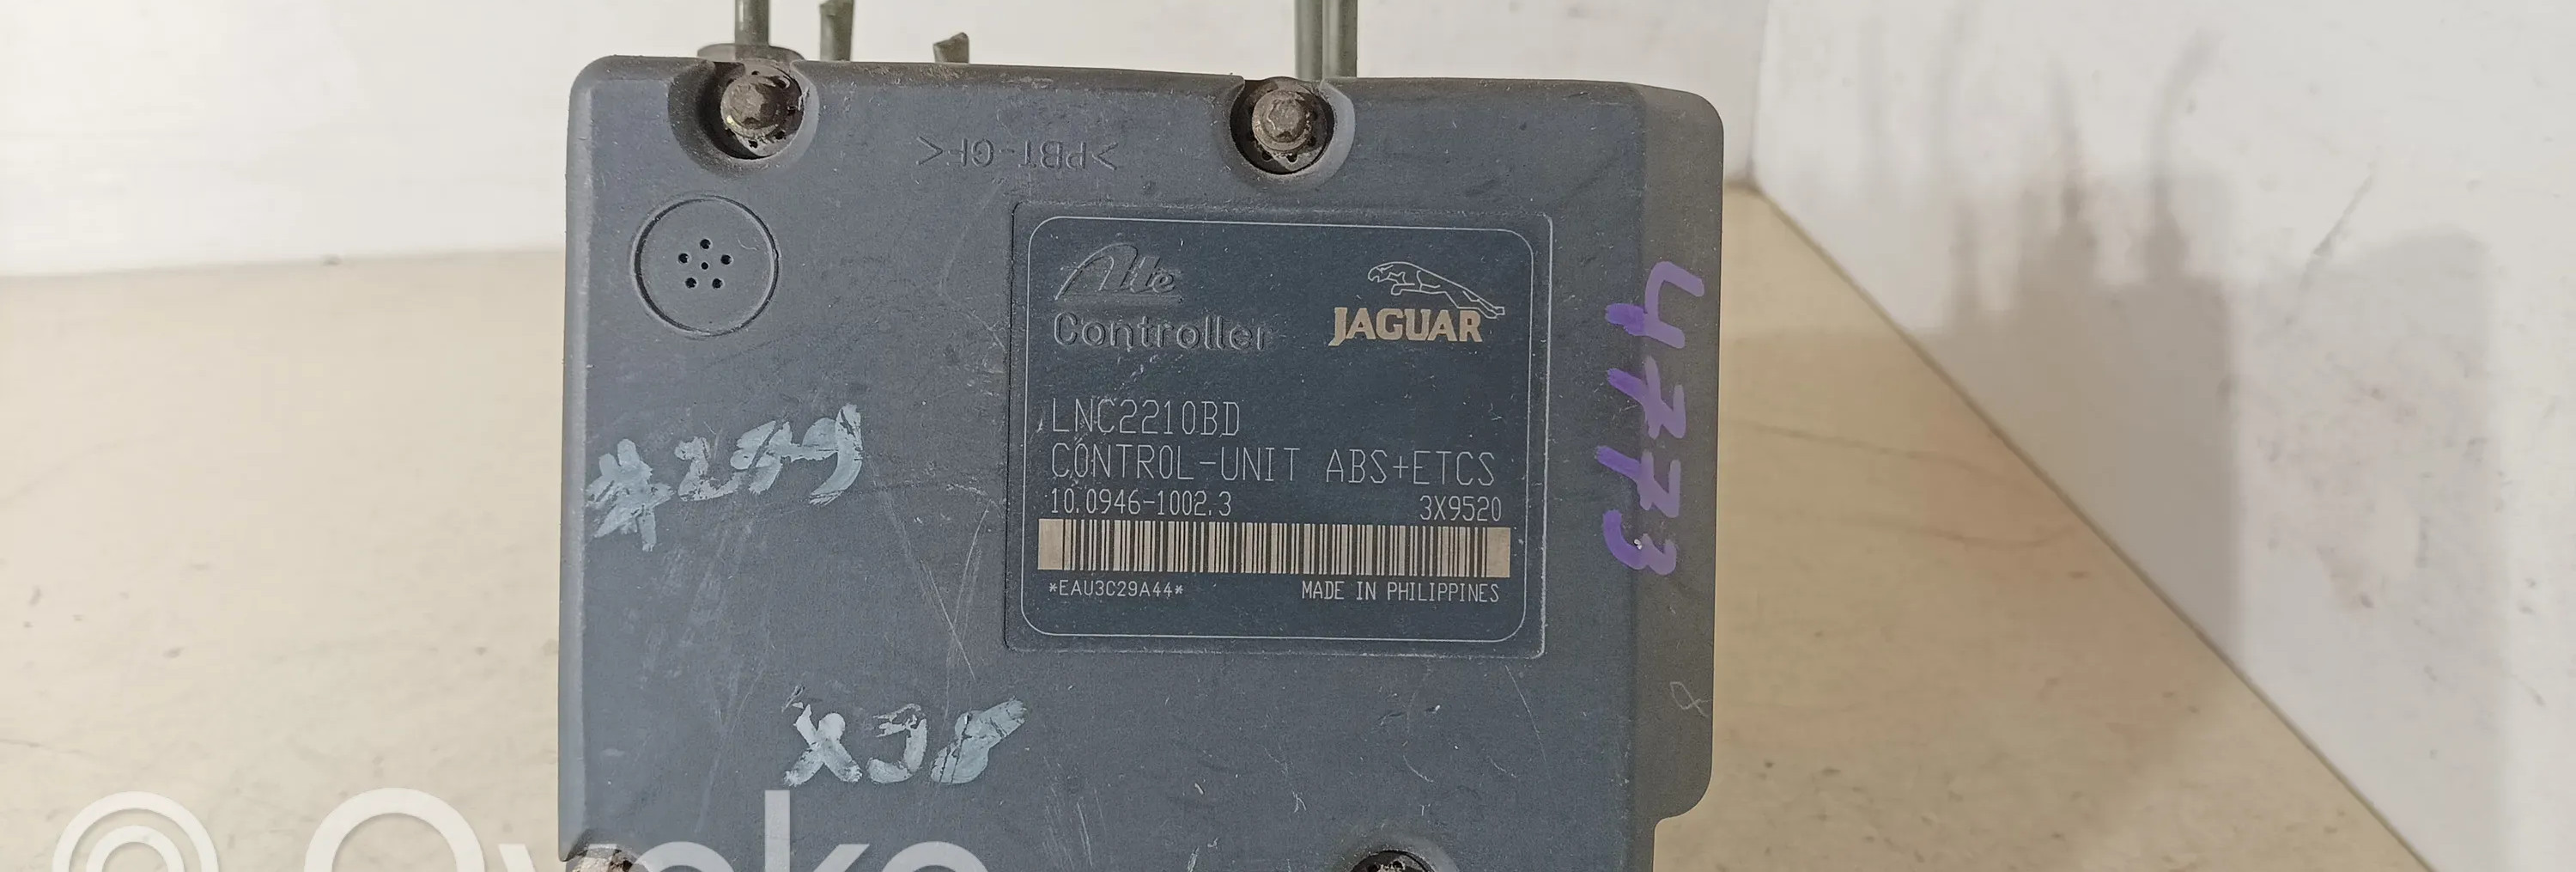 >PBT-GF<
Ate
Controller
JAGUAR
LNC2210BD
CONTROL-UNIT ABS+ETCS
10.0946-1002.3 3X9520
*EAU3C29A44*
MADE IN PHILIPPINES
4773
XJ8
Ovoko